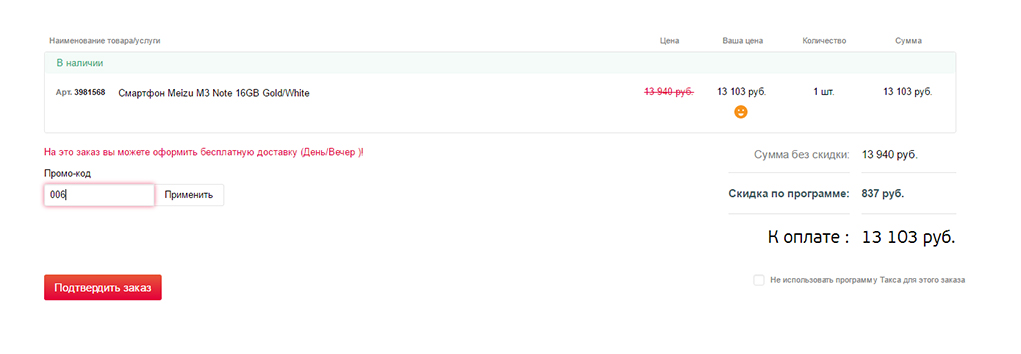 Наименование товара/услуги Цена Ваша цена Количество Сумма
В наличии
Арт. 3981568 Смартфон Meizu M3 Note 16GB Gold/White 13 940 руб. 13 103 руб. 1 шт. 13 103 руб.
На это заказ вы можете оформить бесплатную доставку (День/Вечер )!
Сумма без скидки: 13 940 руб.
Промо-код
006 Применить
Скидка по программе: 837 руб.
К оплате : 13 103 руб.
Подтвердить заказ
Не использовать программу Такса для этого заказа